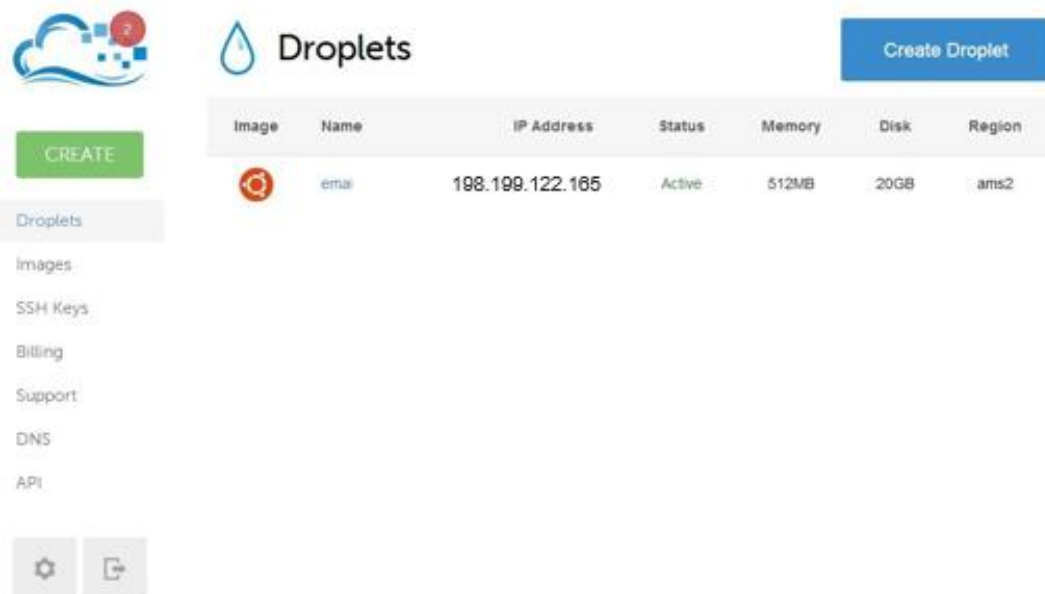 2
Droplets
Create Droplet
CREATE
Image Name IP Address Status Memory Disk Region
emai 198.199.122.165 Active 512MB 20GB ams2
Droplets
Images
SSH Keys
Billing
Support
DNS
API